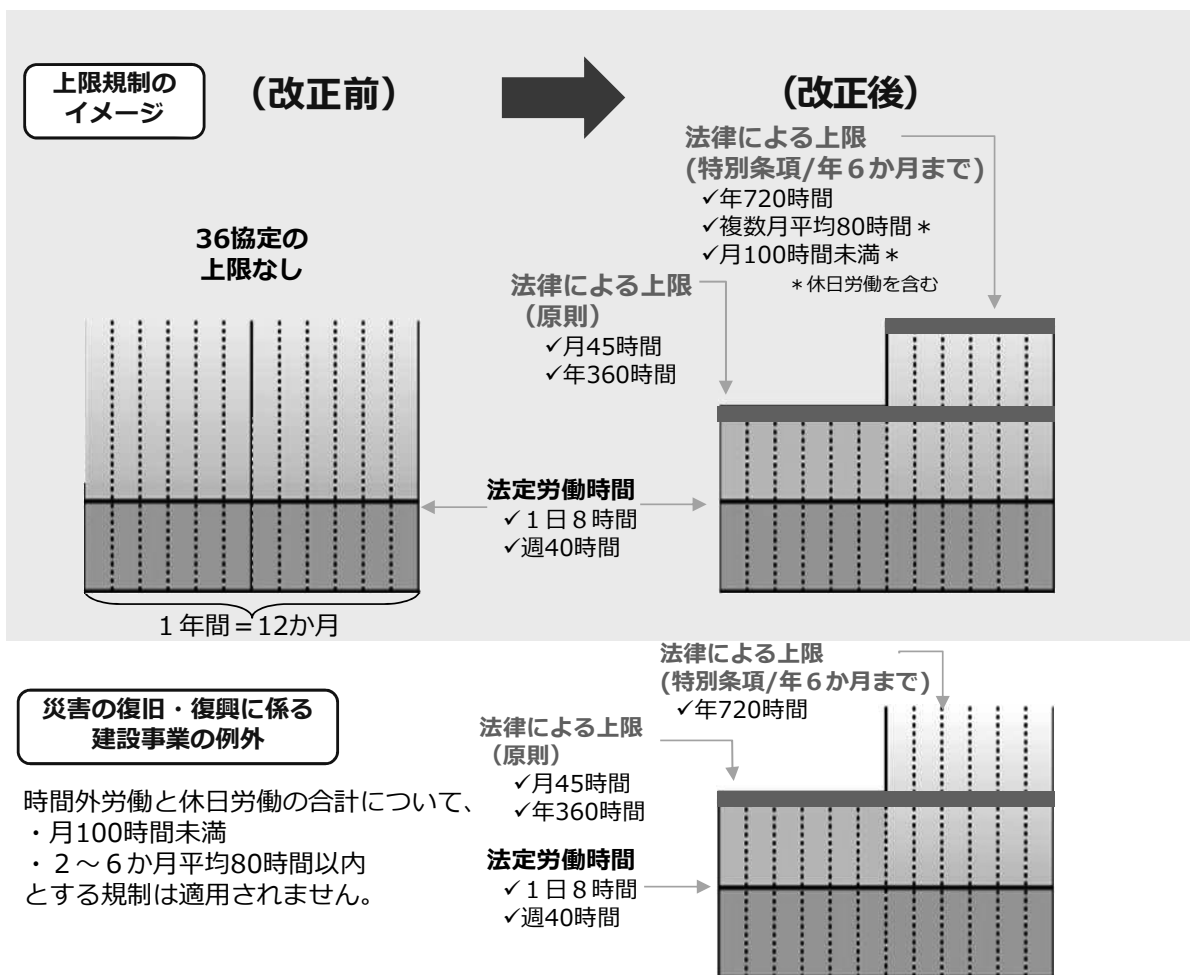 上限規制の
イメージ
（改正前）
（改正後）
36協定の
上限なし
法律による上限
(特別条項/年６か月まで)
✓年720時間
✓複数月平均80時間＊
✓月100時間未満＊
＊休日労働を含む
法律による上限
（原則）
✓月45時間
✓年360時間
法定労働時間
✓１日８時間
✓週40時間
１年間＝12か月
災害の復旧・復興に係る
建設事業の例外
時間外労働と休日労働の合計について、
・月100時間未満
・２～６か月平均80時間以内
とする規制は適用されません。
法律による上限
(特別条項/年６か月まで)
✓年720時間
法律による上限
（原則）
✓月45時間
✓年360時間
法定労働時間
✓１日８時間
✓週40時間